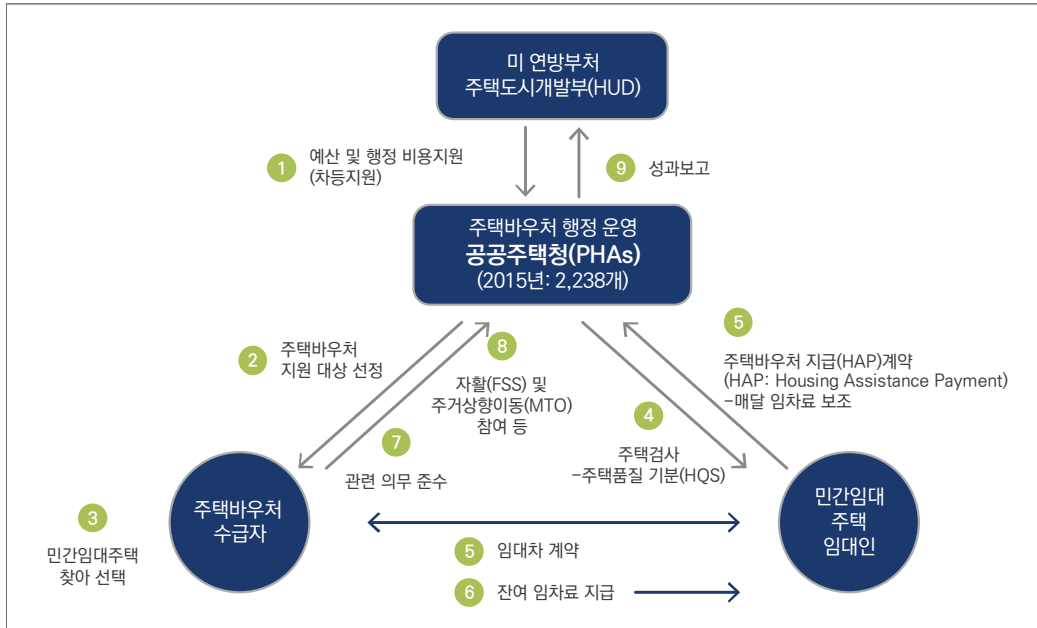 미 연방부처
주택도시개발부(HUD)
1 예산 및 행정 비용지원
(차등지원)
9 성과보고
주택바우처 행정 운영
공공주택청(PHAs)
(2015년: 2,238개)
2 주택바우처
지원 대상 선정
8
자활(FSS) 및
주거상향이동(MTO)
참여 등
7
관련 의무 준수
5
주택바우처 지급(HAP)계약
(HAP: Housing Assistance Payment)
-매달 임차료 보조
4
주택검사
-주택품질 기분(HQS)
3
민간임대주택
찾아 선택
주택바우처
수급자
민간임대
주택
임대인
5 임대차 계약
6 잔여 임차료 지급